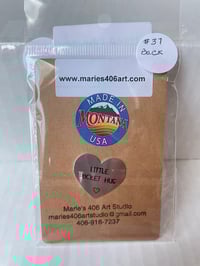 #37
BACK
www.maries406art.com
MADE IN
MONTANA
USA
LITTLE
POCKET HUG
Marie's 406 Art Studio
maries406artstudio@gmail.com
406-916-7237